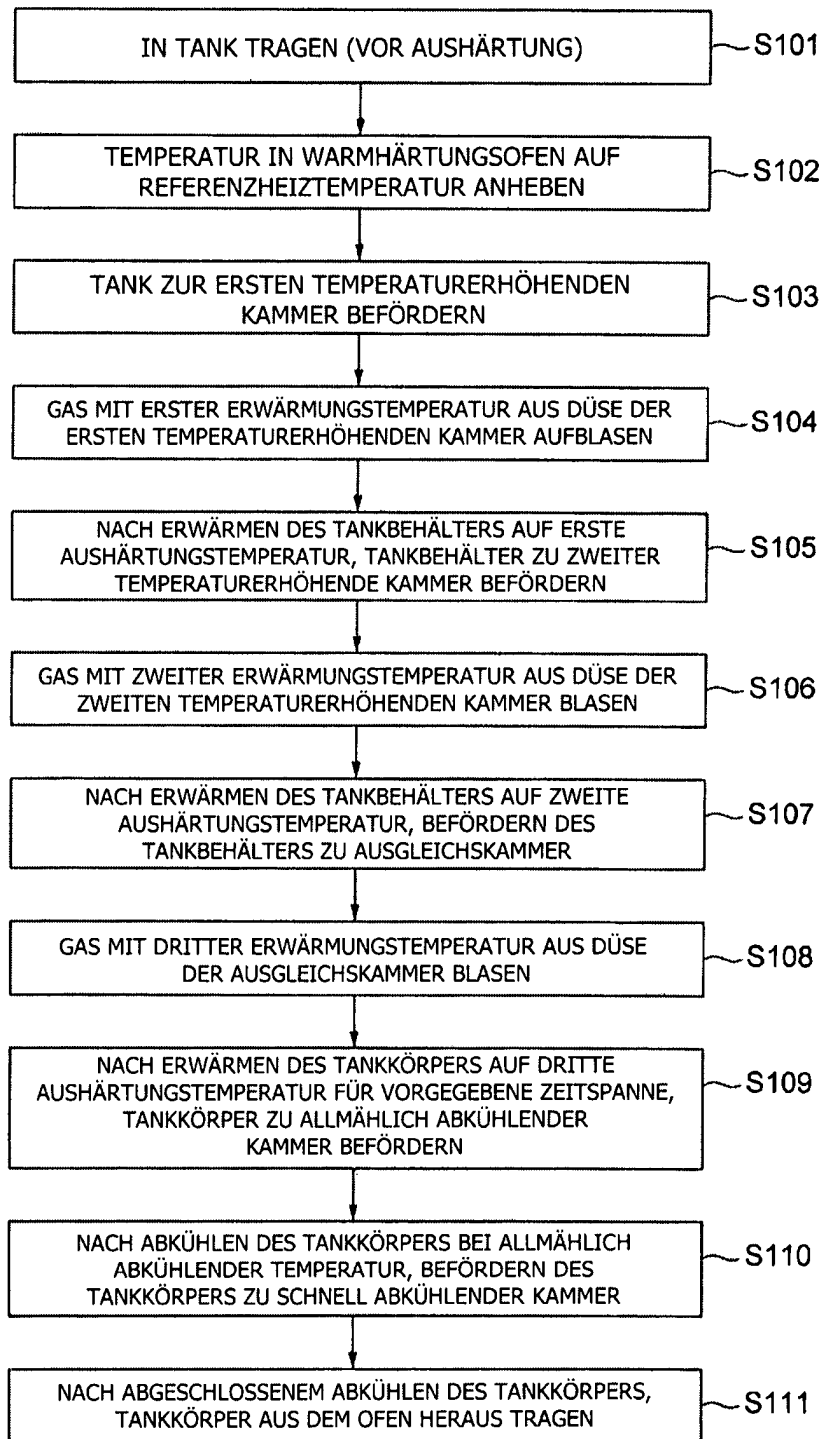 IN TANK TRAGEN (VOR AUSHÄRTUNG)
S101
TEMPERATUR IN WARMHÄRTUNGSOFEN AUF
REFERENZHEIZTEMPERATUR ANHEBEN
S102
TANK ZUR ERSTEN TEMPERATURERHÖHENDEN
KAMMER BEFÖRDERN
S103
GAS MIT ERSTER ERWÄRMUNGSTEMPERATUR AUS DÜSE DER
ERSTEN TEMPERATURERHÖHENDEN KAMMER AUFBLASEN
S104
NACH ERWÄRMEN DES TANKBEHÄLTERS AUF ERSTE
AUSHÄRTUNGSTEMPERATUR, TANKBEHÄLTER ZU ZWEITER
TEMPERATURERHÖHENDE KAMMER BEFÖRDERN
S105
GAS MIT ZWEITER ERWÄRMUNGSTEMPERATUR AUS DÜSE DER
ZWEITEN TEMPERATURERHÖHENDEN KAMMER BLASEN
S106
NACH ERWÄRMEN DES TANKBEHÄLTERS AUF ZWEITE
AUSHÄRTUNGSTEMPERATUR, BEFÖRDERN DES
TANKBEHÄLTERS ZU AUSGLEICHSKAMMER
S107
GAS MIT DRITTER ERWÄRMUNGSTEMPERATUR AUS DÜSE
DER AUSGLEICHSKAMMER BLASEN
S108
NACH ERWÄRMEN DES TANKKÖRPERS AUF DRITTE
AUSHÄRTUNGSTEMPERATUR FÜR VORGEGEBENE ZEITSPANNE,
TANKKÖRPER ZU ALLMÄHLICH ABKÜHLENDER
KAMMER BEFÖRDERN
S109
NACH ABKÜHLEN DES TANKKÖRPERS BEI ALLMÄHLICH
ABKÜHLENDER TEMPERATUR, BEFÖRDERN DES
TANKKÖRPERS ZU SCHNELL ABKÜHLENDER KAMMER
S110
NACH ABGESCHLOSSENEM ABKÜHLEN DES TANKKÖRPERS,
TANKKÖRPER AUS DEM OFEN HERAUS TRAGEN
S111